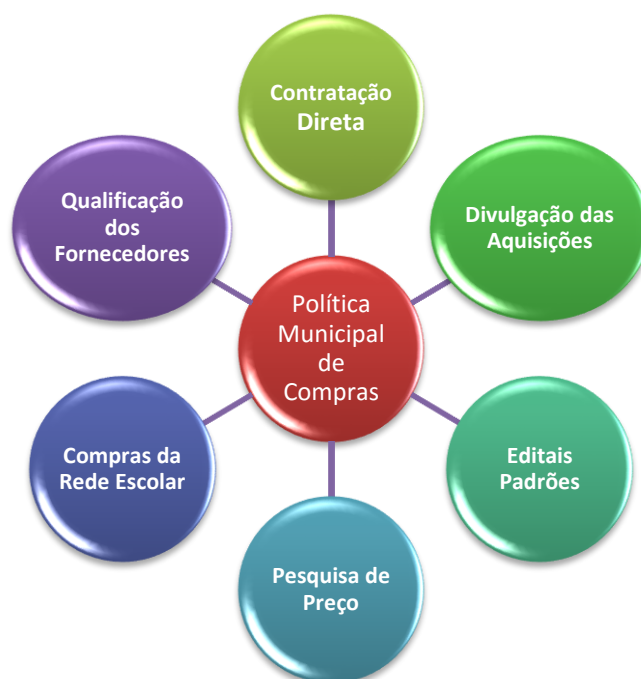 Contratação
Direta
Divulgação das
Aquisições
Editais
Padrões
Pesquisa de
Preço
Compras da
Rede Escolar
Qualificação
dos
Fornecedores
Política
Municipal
de
Compras